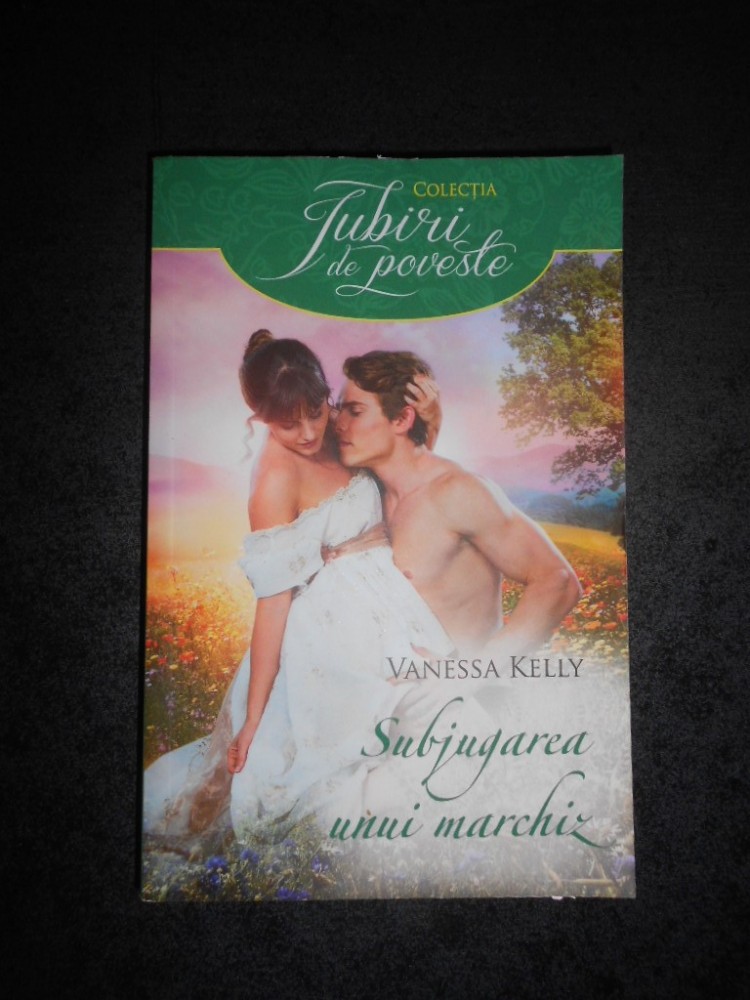 COLECȚIA
Iubiri
de poveste
VANESSA KELLY
Subjugarea
unui marchiz